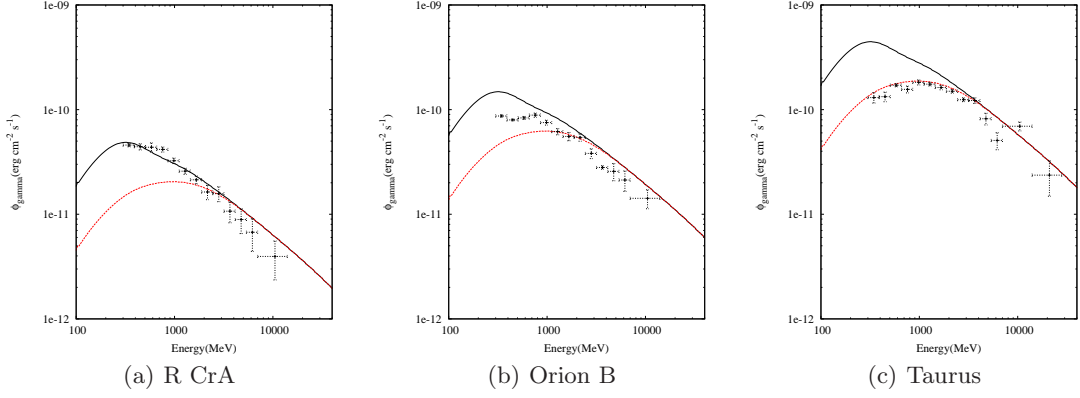 1e-09
1e-10
1e-11
1e-12
ϕgamma(erg cm-2 s-1)
100
1000
10000
Energy(MeV)
(a) R CrA
1e-09
1e-10
1e-11
1e-12
ϕgamma(erg cm-2 s-1)
100
1000
10000
Energy(MeV)
(b) Orion B
1e-09
1e-10
1e-11
1e-12
ϕgamma(erg cm-2 s-1)
100
1000
10000
Energy(MeV)
(c) Taurus